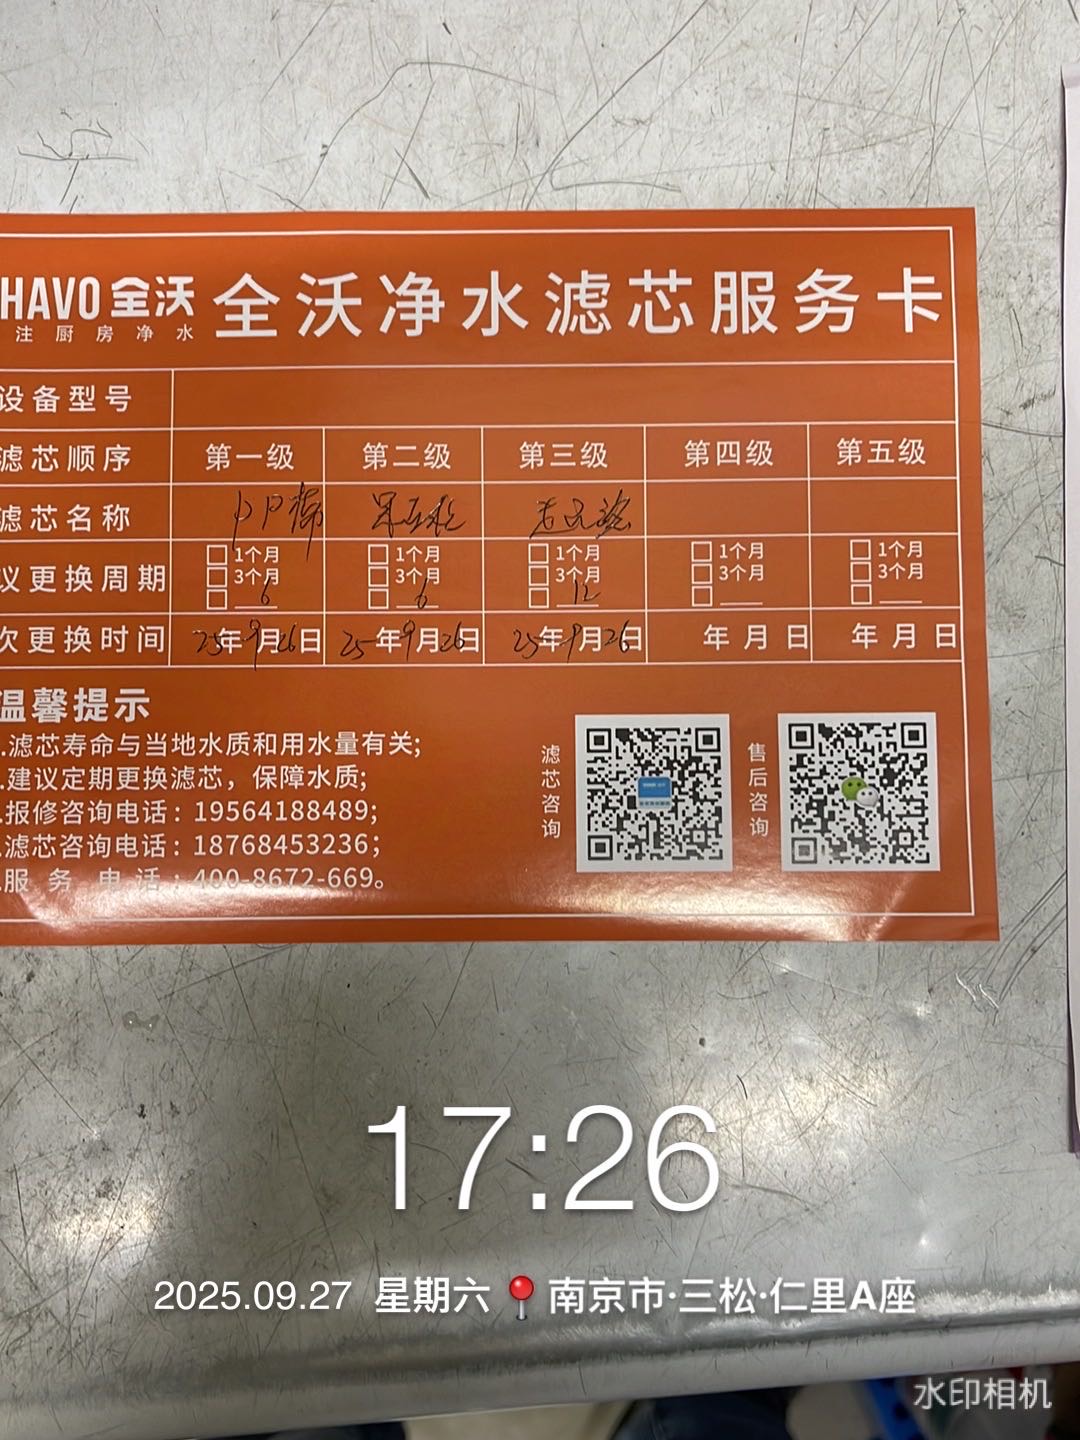 HAVO 全沃 全沃净水滤芯服务卡
注厨房净水
设备型号
滤芯顺序 第一级 第二级 第三级 第四级 第五级
滤芯名称 PP棉
议更换周期 1个月 1个月 1个月 1个月 1个月
3个月 3个月 3个月 3个月 3个月
6 6 12
次更换时间 25年9月26日 25年9月26日 25年9月26日 年月日 年月日
温馨提示
.滤芯寿命与当地水质和用水量有关;
.建议定期更换滤芯，保障水质;
.报修咨询电话：19564188489;
.滤芯咨询电话：18768453236；
.服务电话：400-8672-669。
滤芯咨询
售后咨询
17:26
2025.09.27 星期六 南京市·三松·仁里A座
水印相机